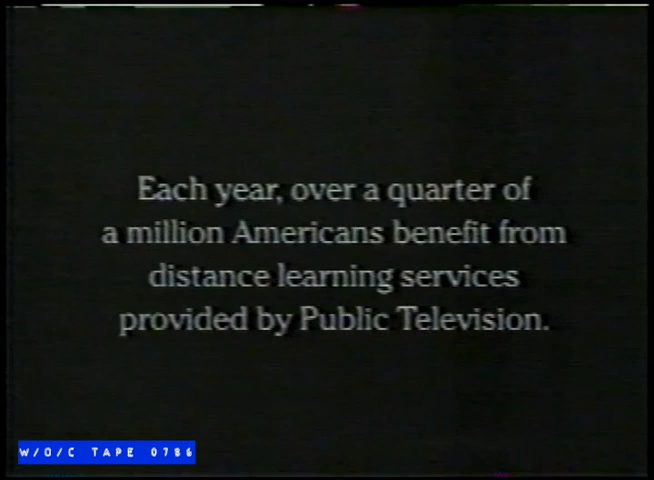 Each year, over a quarter of
a million Americans benefit from
distance learning services
provided by Public Television.
W/O/C TAPE 0786